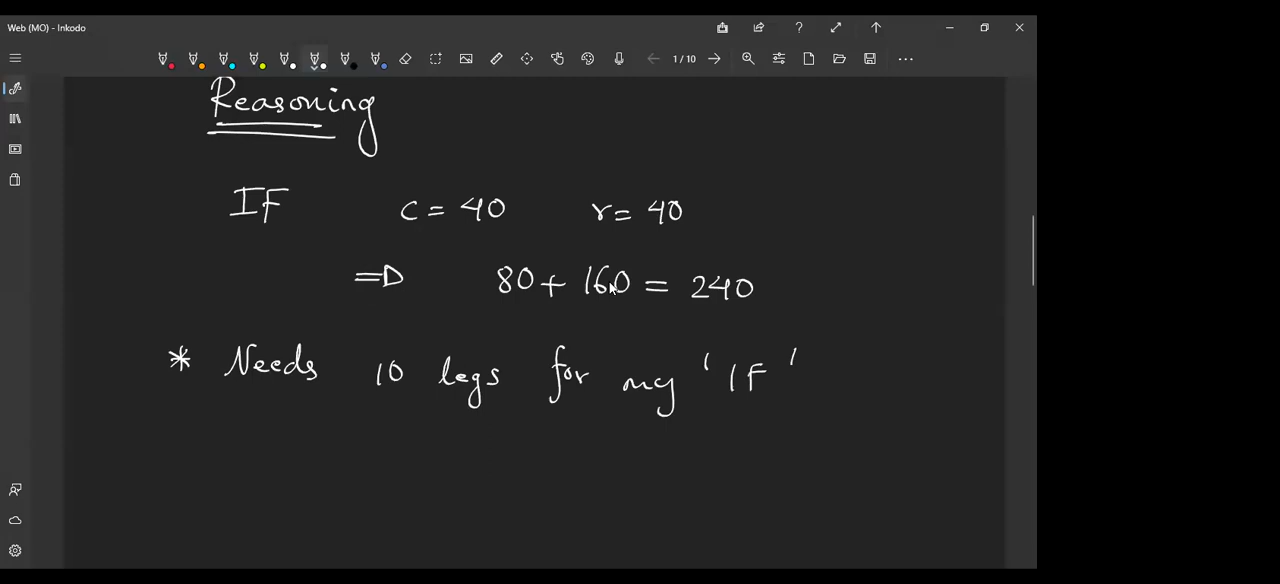 Web (MO) - Inkodo
1 / 10
Reasoning
IF c = 40 r = 40
⇒ 80 + 160 = 240
* Needs 10 legs for my ' IF '